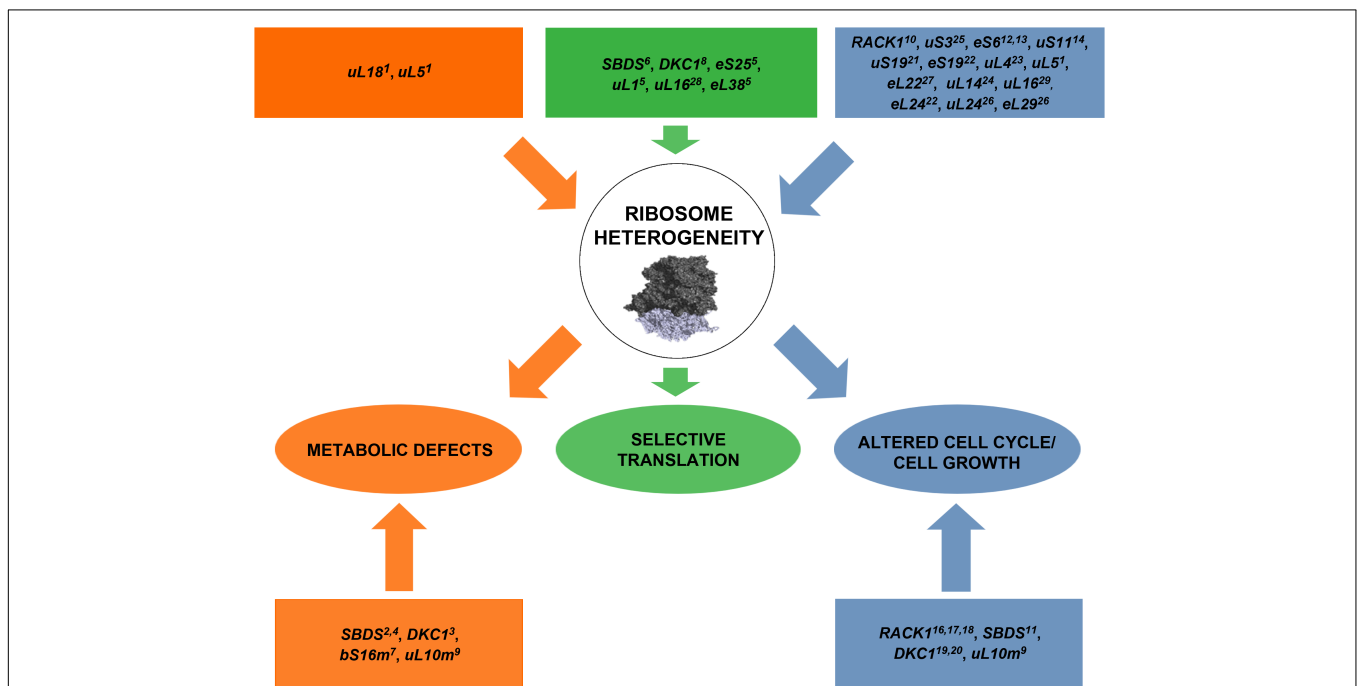 uL18¹, uL5¹
SBDS⁶, DKC1⁸, eS25⁵,
uL1⁵, uL16²⁸, eL38⁵
RACK1¹⁰, uS3²⁵, eS6¹²,¹³, uS11¹⁴,
uS19²¹, eS19²², uL4²³, uL5¹,
eL22²⁷, uL14²⁴, uL16²⁹,
eL24²², uL24²⁶, eL29²⁶
RIBOSOME
HETEROGENEITY
METABOLIC DEFECTS
SELECTIVE
TRANSLATION
ALTERED CELL CYCLE/
CELL GROWTH
SBDS²,⁴, DKC1³,
bS16m⁷, uL10m⁹
RACK1¹⁶,¹⁷,¹⁸, SBDS¹¹,
DKC1¹⁹,²⁰, uL10m⁹